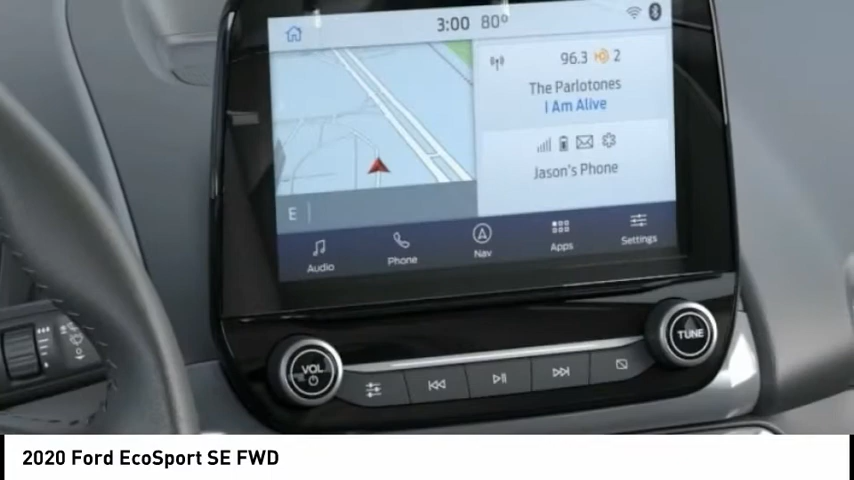 3:00 80°
96.3 HD 2
The Parlotones
I Am Alive
Jason's Phone
E
Audio
Phone
Nav
Apps
Settings
VOL
TUNE
2020 Ford EcoSport SE FWD